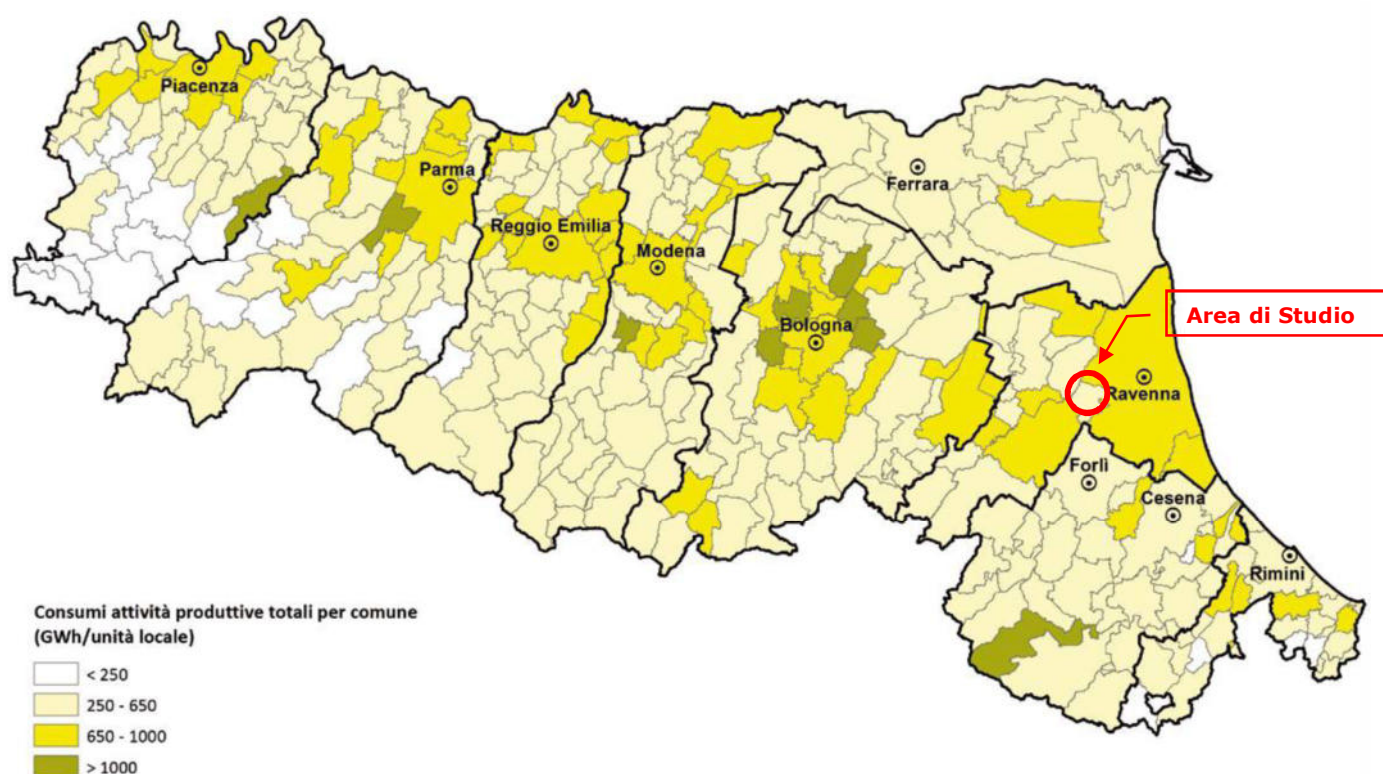 Piacenza
Parma
Reggio Emilia
Modena
Bologna
Ferrara
Area di Studio
Ravenna
Forlì
Cesena
Rimini
Consumi attività produttive totali per comune
(GWh/unità locale)
< 250
250 - 650
650 - 1000
> 1000